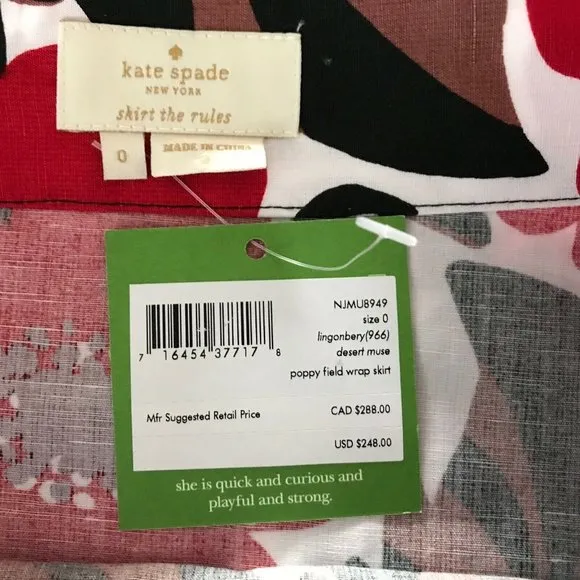 kate spade
NEW YORK
skirt the rules
0
MADE IN CHINA
NJMU8949
size 0
lingonbery(966)
desert muse
poppy field wrap skirt
7 16454 37717 8
Mfr Suggested Retail Price
CAD $288.00
USD $248.00
she is quick and curious and
playful and strong.